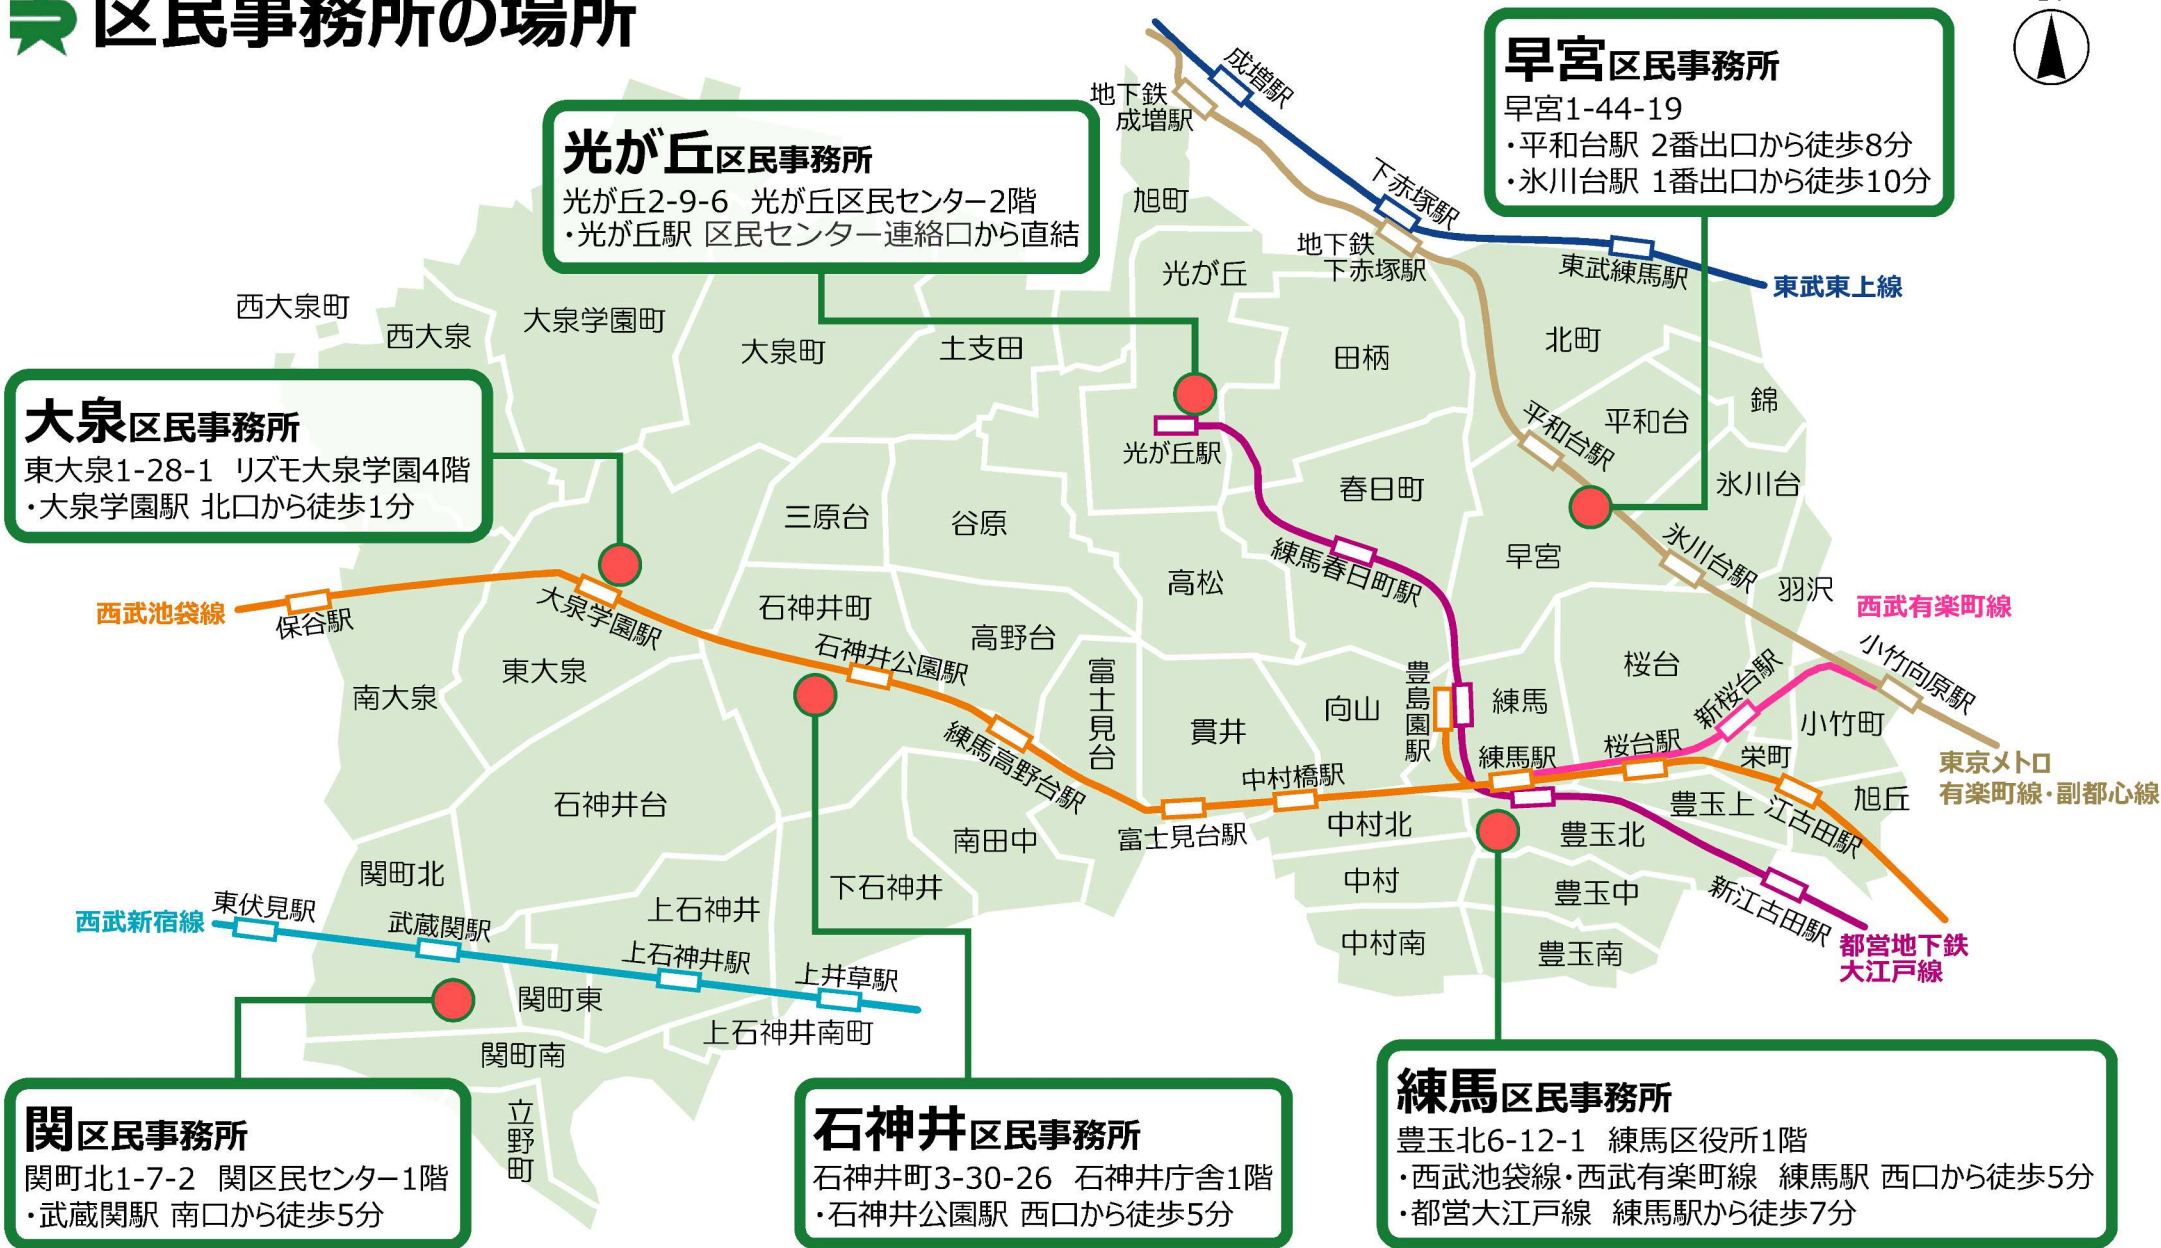 区民事務所の場所
早宮区民事務所
早宮1-44-19
・平和台駅 2番出口から徒歩8分
・氷川台駅 1番出口から徒歩10分
光が丘区民事務所
光が丘2-9-6 光が丘区民センター2階
・光が丘駅 区民センター連絡口から直結
成増駅
地下鉄
成増駅
旭町
下赤塚駅
地下鉄
下赤塚駅
東武練馬駅
東武東上線
光が丘
西大泉町
西大泉
大泉学園町
大泉町
土支田
田柄
北町
錦
平和台
平和台駅
大泉区民事務所
東大泉1-28-1 リズモ大泉学園4階
・大泉学園駅 北口から徒歩1分
光が丘駅
春日町
氷川台
三原台
谷原
高松
練馬春日町駅
早宮
氷川台駅
羽沢
西武有楽町線
西武池袋線
保谷駅
大泉学園駅
石神井町
石神井公園駅
高野台
富士見台
東大泉
南大泉
貫井
向山
豊島園駅
練馬
桜台
新桜台駅
小竹向原駅
小竹町
東京メトロ
有楽町線・副都心線
練馬高野台駅
中村橋駅
練馬駅
桜台駅
栄町
石神井台
南田中
富士見台駅
中村北
豊玉北
豊玉上
江古田駅
旭丘
関町北
下石神井
中村
豊玉中
新江古田駅
西武新宿線
東伏見駅
武蔵関駅
上石神井
上石神井駅
上井草駅
中村南
豊玉南
都営地下鉄
大江戸線
関町東
上石神井南町
関町南
立野町
関区民事務所
関町北1-7-2 関区民センター1階
・武蔵関駅 南口から徒歩5分
石神井区民事務所
石神井町3-30-26 石神井庁舎1階
・石神井公園駅 西口から徒歩5分
練馬区民事務所
豊玉北6-12-1 練馬区役所1階
・西武池袋線・西武有楽町線 練馬駅 西口から徒歩5分
・都営大江戸線 練馬駅から徒歩7分